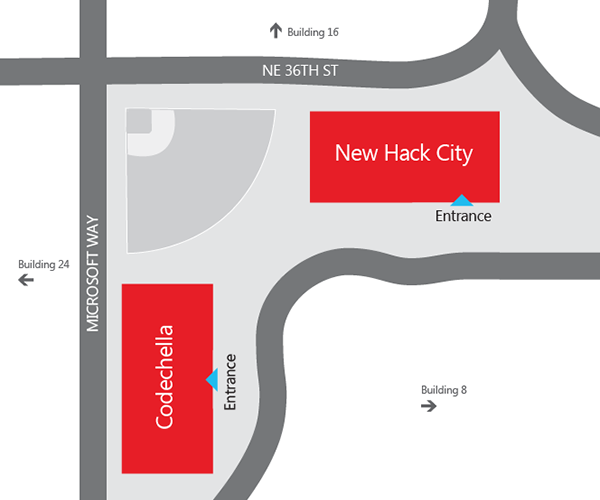 Building 16
NE 36TH ST
New Hack City
Entrance
MICROSOFT WAY
Building 24
Codechella
Entrance
Building 8